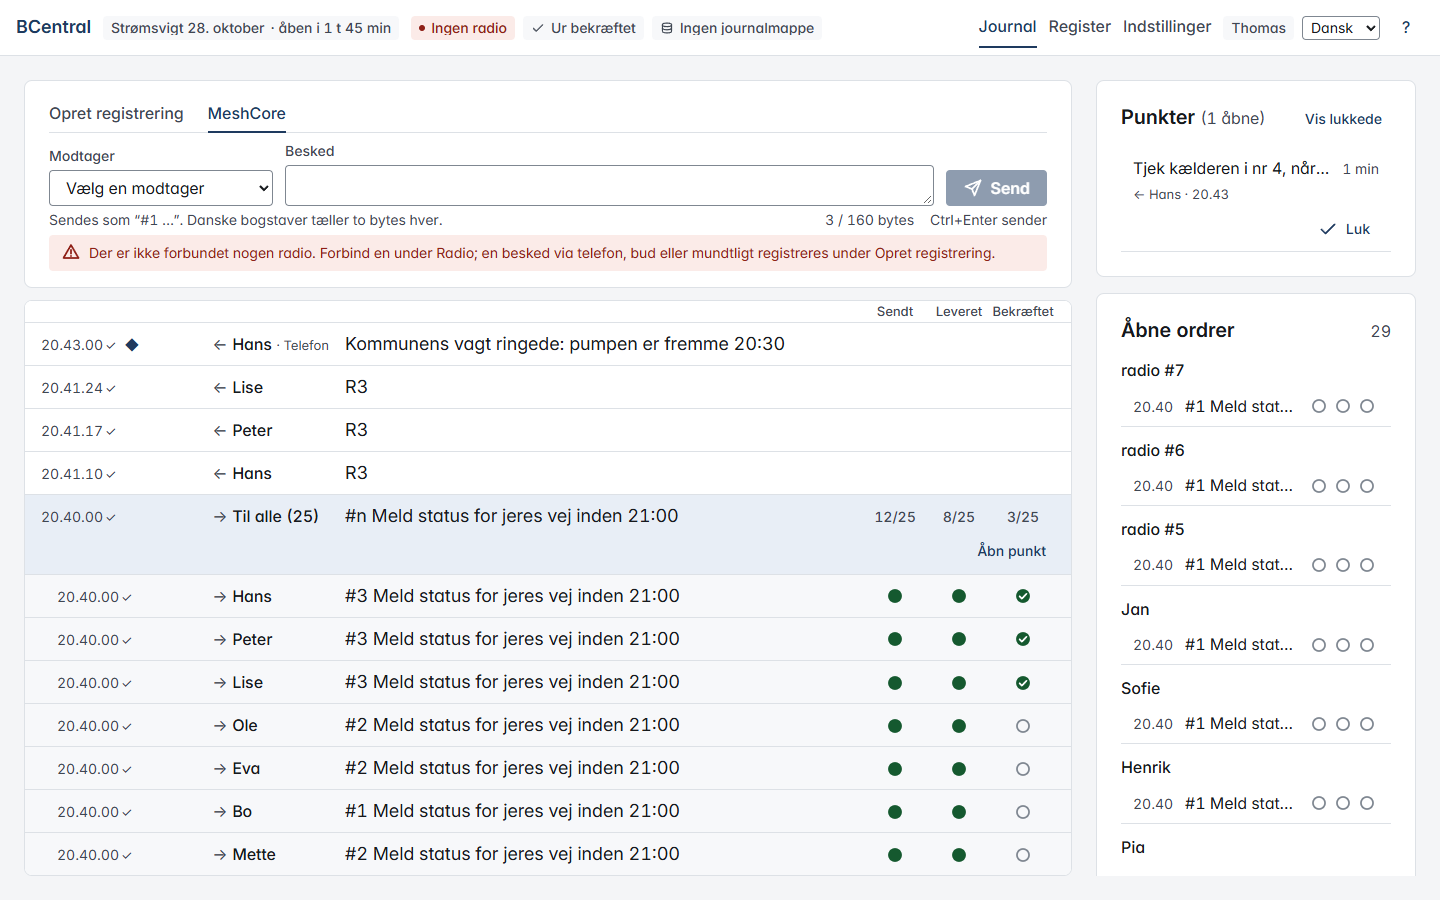 BCentral
Strømsvigt 28. oktober · åben i 1 t 45 min
Ingen radio
Ur bekræftet
Ingen journalmappe
Journal
Register
Indstillinger
Thomas
Dansk
?
Opret registrering
MeshCore
Modtager
Besked
Vælg en modtager
Send
Sendes som “#1 …”. Danske bogstaver tæller to bytes hver.
3 / 160 bytes
Ctrl+Enter sender
Der er ikke forbundet nogen radio. Forbind en under Radio; en besked via telefon, bud eller mundtligt registreres under Opret registrering.
Sendt Leveret Bekræftet
20.43.00 ✓ ◆ ← Hans · Telefon Kommunens vagt ringede: pumpen er fremme 20:30
20.41.24 ✓ ← Lise R3
20.41.17 ✓ ← Peter R3
20.41.10 ✓ ← Hans R3
20.40.00 ✓ → Til alle (25) #n Meld status for jeres vej inden 21:00 12/25 8/25 3/25
Åbn punkt
20.40.00 ✓ → Hans #3 Meld status for jeres vej inden 21:00
20.40.00 ✓ → Peter #3 Meld status for jeres vej inden 21:00
20.40.00 ✓ → Lise #3 Meld status for jeres vej inden 21:00
20.40.00 ✓ → Ole #2 Meld status for jeres vej inden 21:00
20.40.00 ✓ → Eva #2 Meld status for jeres vej inden 21:00
20.40.00 ✓ → Bo #1 Meld status for jeres vej inden 21:00
20.40.00 ✓ → Mette #2 Meld status for jeres vej inden 21:00
Punkter (1 åbne)
Vis lukkede
Tjek kælderen i nr 4, når… 1 min
← Hans · 20.43
Luk
Åbne ordrer 29
radio #7
20.40 #1 Meld stat…
radio #6
20.40 #1 Meld stat…
radio #5
20.40 #1 Meld stat…
Jan
20.40 #1 Meld stat…
Sofie
20.40 #1 Meld stat…
Henrik
20.40 #1 Meld stat…
Pia